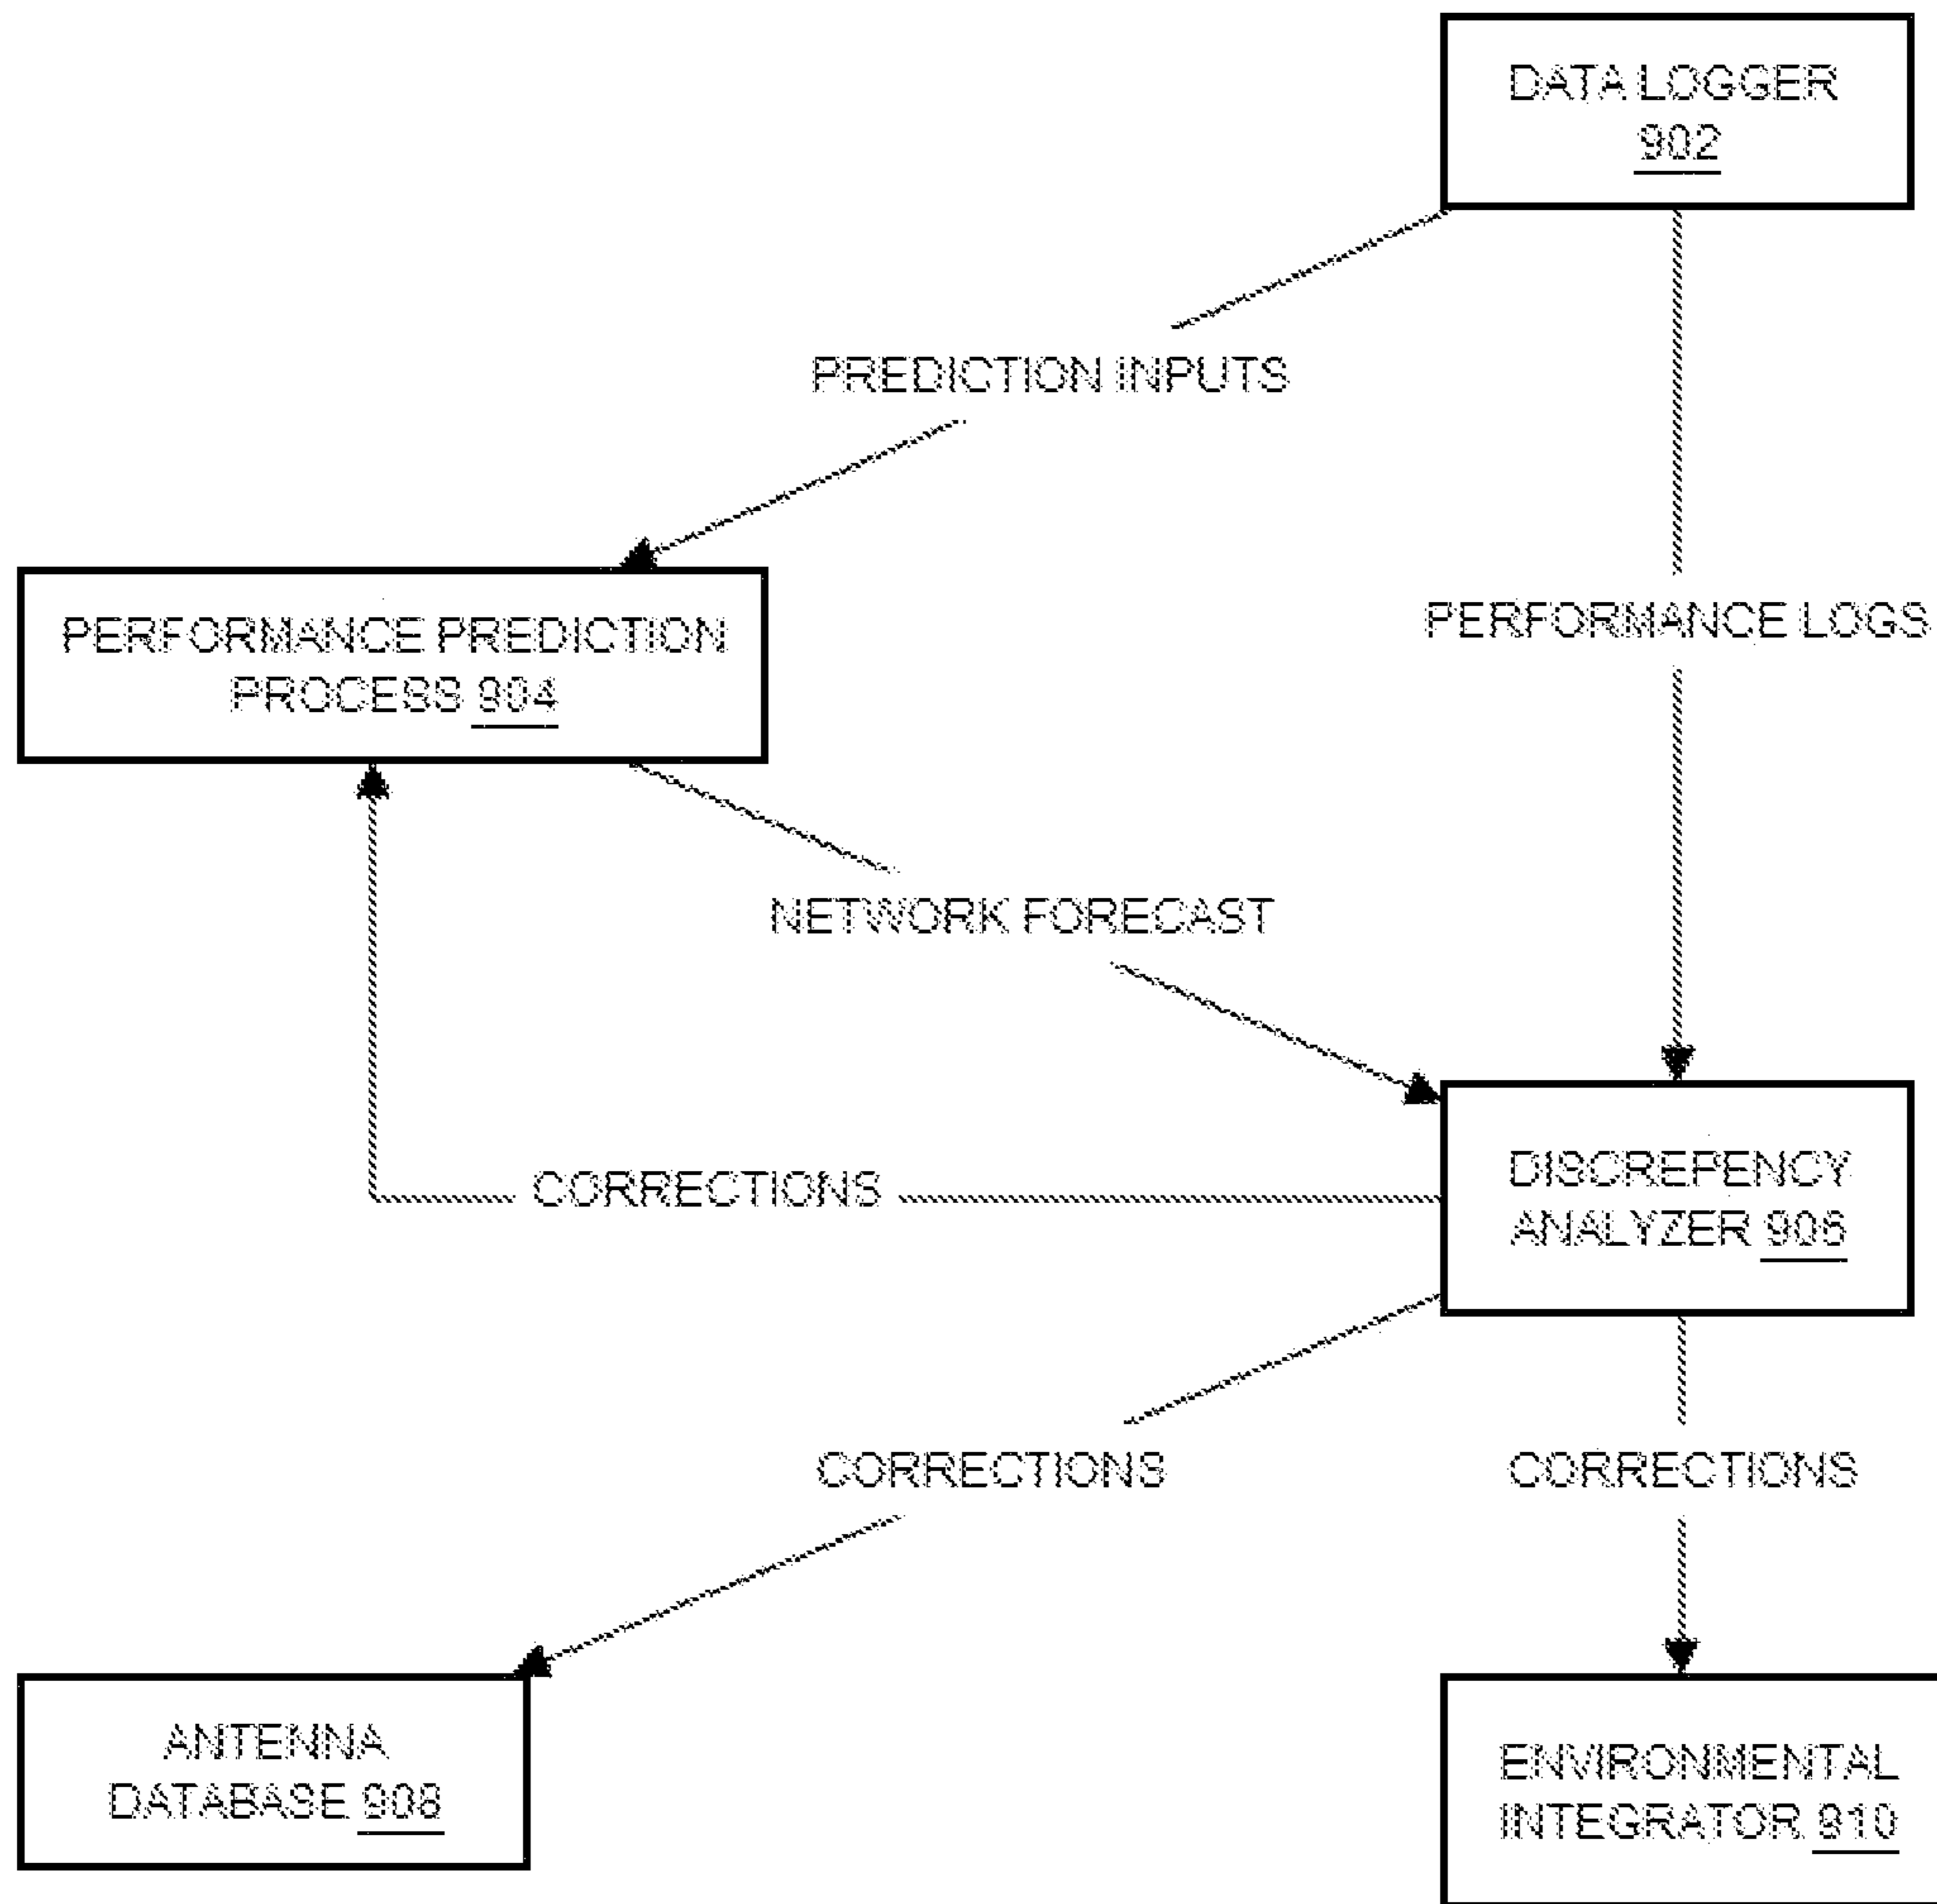 DATA LOGGER
902
PREDICTION INPUTS
PERFORMANCE PREDICTION
PROCESS 904
PERFORMANCE LOGS
NETWORK FORECAST
CORRECTIONS
DISCREPENCY
ANALYZER 906
CORRECTIONS
CORRECTIONS
ANTENNA
DATABASE 908
ENVIRONMENTAL
INTEGRATOR 910